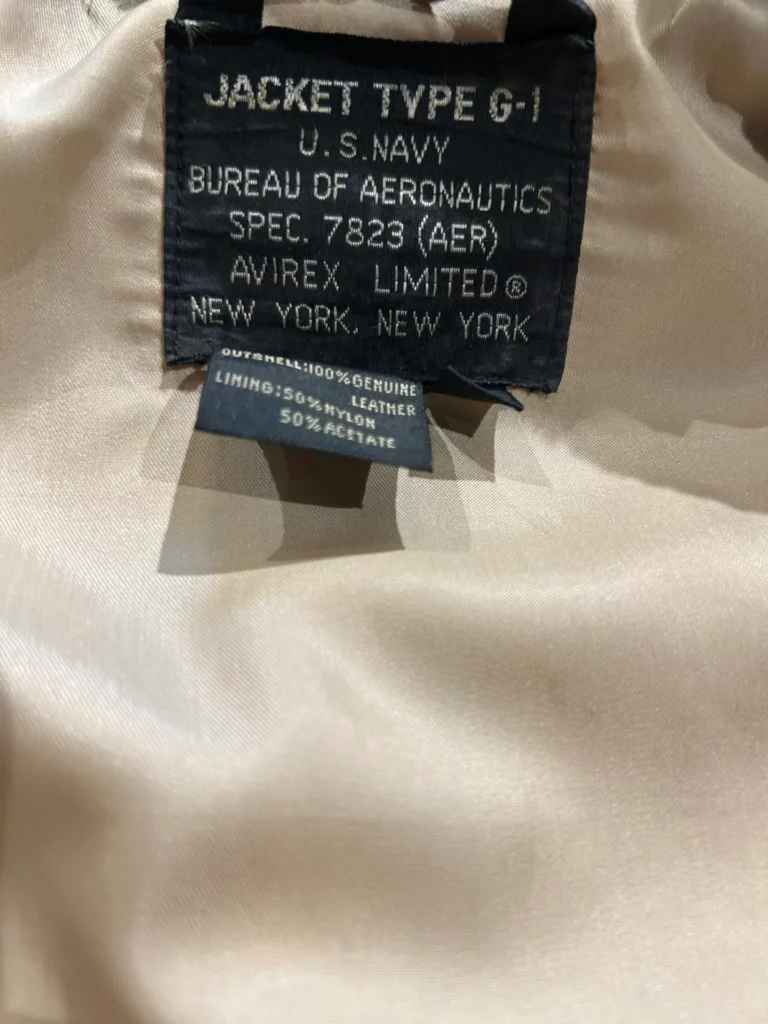 JACKET TYPE G-1
U.S.NAVY
BUREAU OF AERONAUTICS
SPEC. 7823 (AER)
AVIREX LIMITED®
NEW YORK, NEW YORK
OUTSHELL:100%GENUINE
LEATHER
LINING:50%NYLON
50%ACETATE